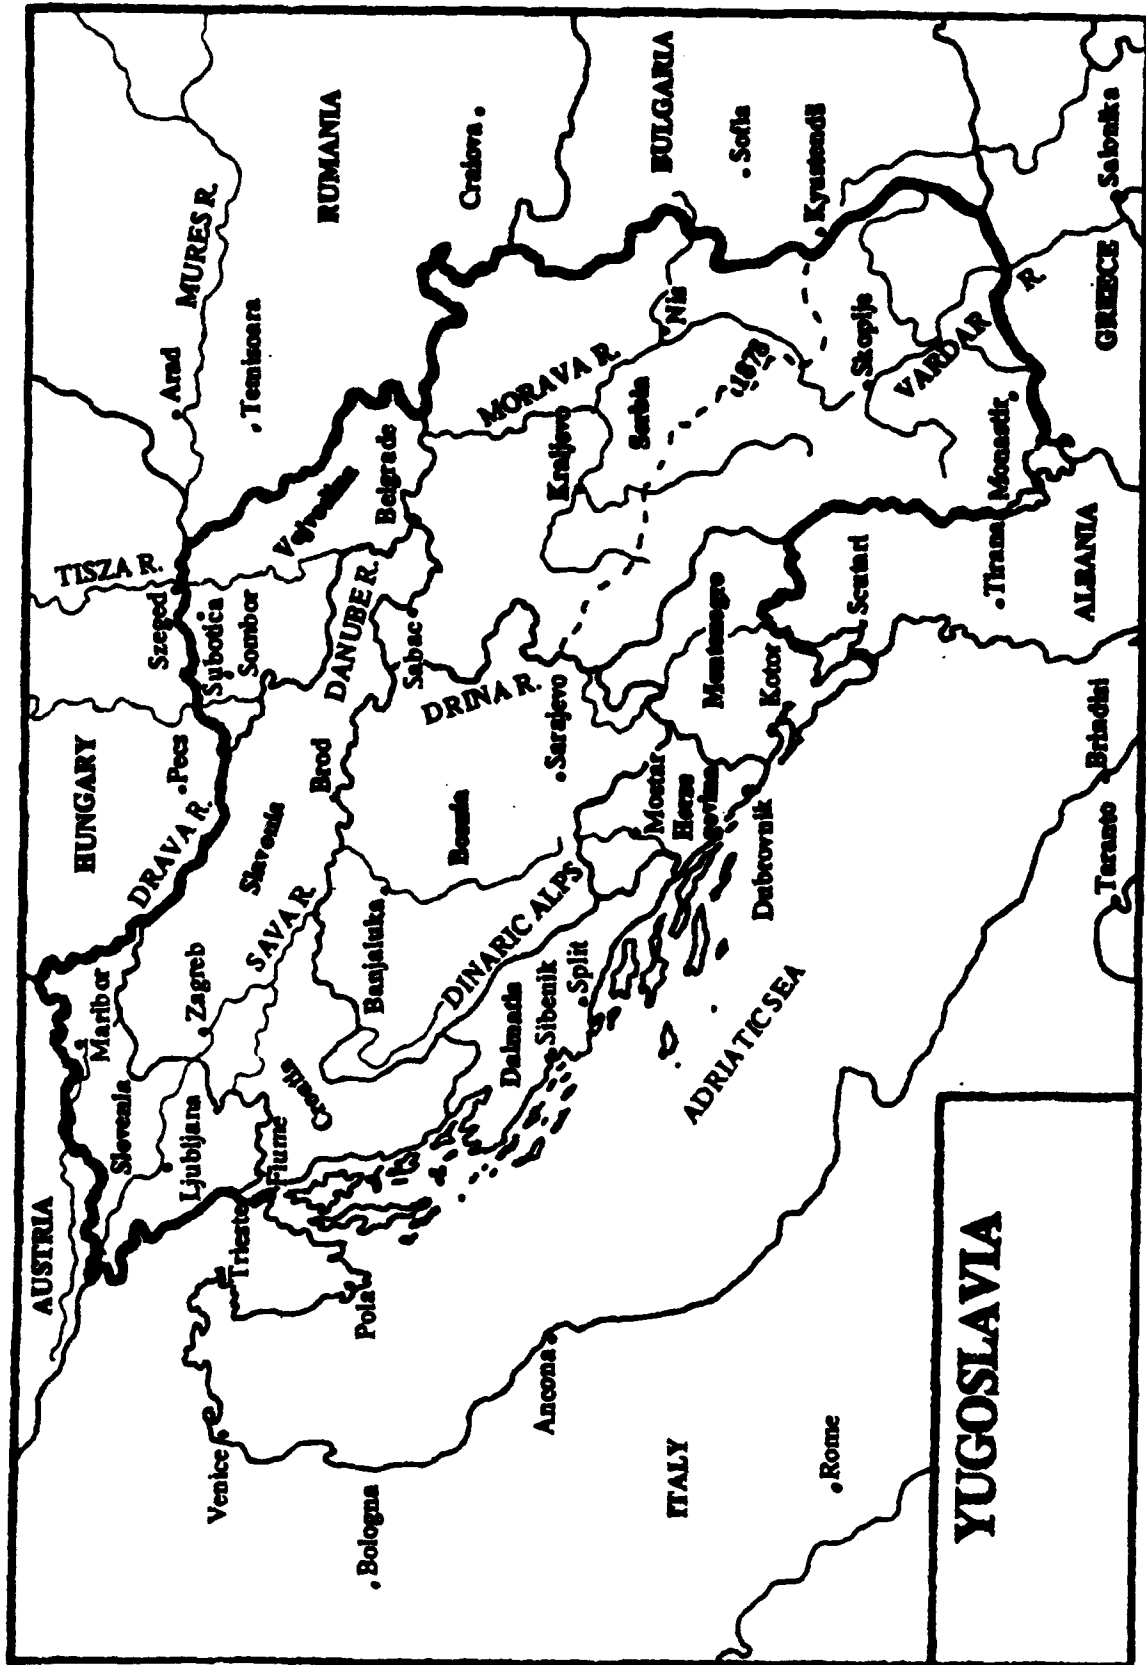 AUSTRIA
HUNGARY
TISZA R.
MURES R.
RUMANIA
Maribor
DRAVA R.
Pecs
Szeged
Subotica
Sombor
Arad
Temisoara
Slovenia
Ljubljana
Zagreb
Slavonia
SAVA R.
Brod
DANUBE R.
Belgrade
Craiova
Venice
Trieste
Fiume
Croatia
Pola
Banjaluka
Bosnia
Sabac
DRINA R.
MORAVA R.
Bologna
DINARIC ALPS
Dalmatia
Sibenik
Split
Sarajevo
Kraljevo
Serbia
Nis
BULGARIA
Sofia
Ancona
Mostar
Herze
govina
Montenegro
1878
Kyustendil
ITALY
ADRIATIC SEA
Dubrovnik
Kotor
Scutari
Skopije
VARDAR
R.
Rome
Tirana
Monastir
ALBANIA
GREECE
Salonika
Taranto
Brindisi
YUGOSLAVIA